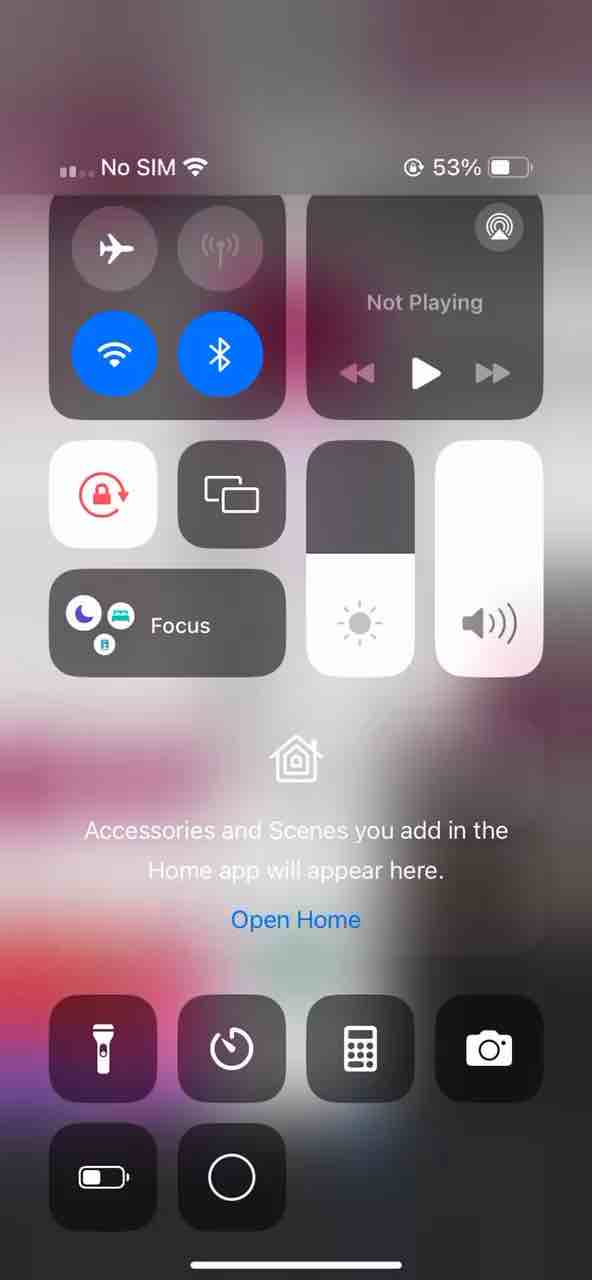 No SIM 53%
Not Playing
Focus
Accessories and Scenes you add in the
Home app will appear here.
Open Home